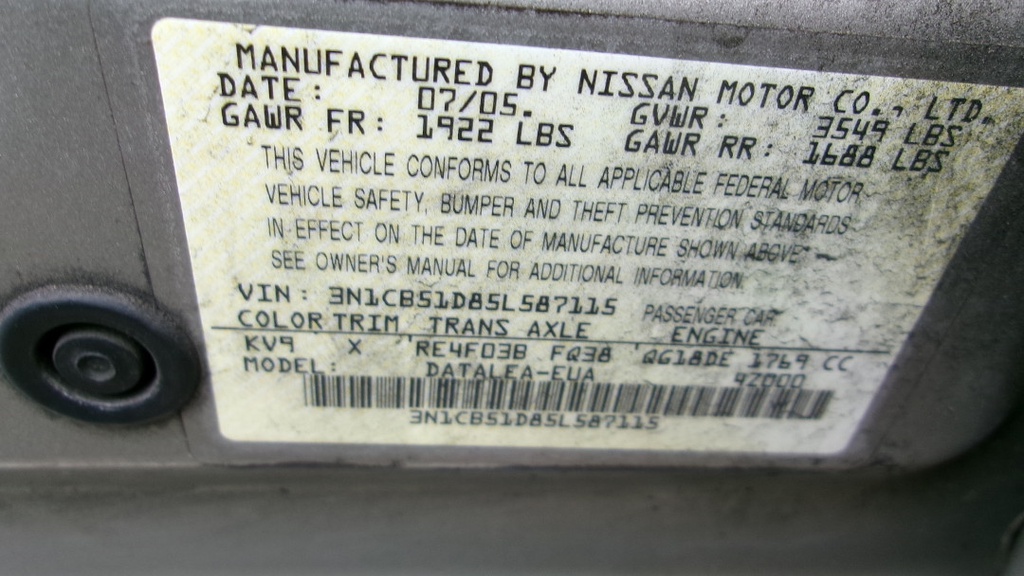 MANUFACTURED BY NISSAN MOTOR CO., LTD.
DATE: 07/05. GVWR: 3549 LBS
GAWR FR: 1922 LBS GAWR RR: 1688 LBS
THIS VEHICLE CONFORMS TO ALL APPLICABLE FEDERAL MOTOR
VEHICLE SAFETY, BUMPER AND THEFT PREVENTION STANDARDS
IN EFFECT ON THE DATE OF MANUFACTURE SHOWN ABOVE
SEE OWNER'S MANUAL FOR ADDITIONAL INFORMATION.
VIN: 3N1CB51D85L587115 PASSENGER CAR
COLOR TRIM TRANS AXLE ENGINE
KV9 X RE4F03B FQ38 QG18DE 1769 CC
MODEL: DATALEA-EUA 4Z000
3N1CB51D85L587115